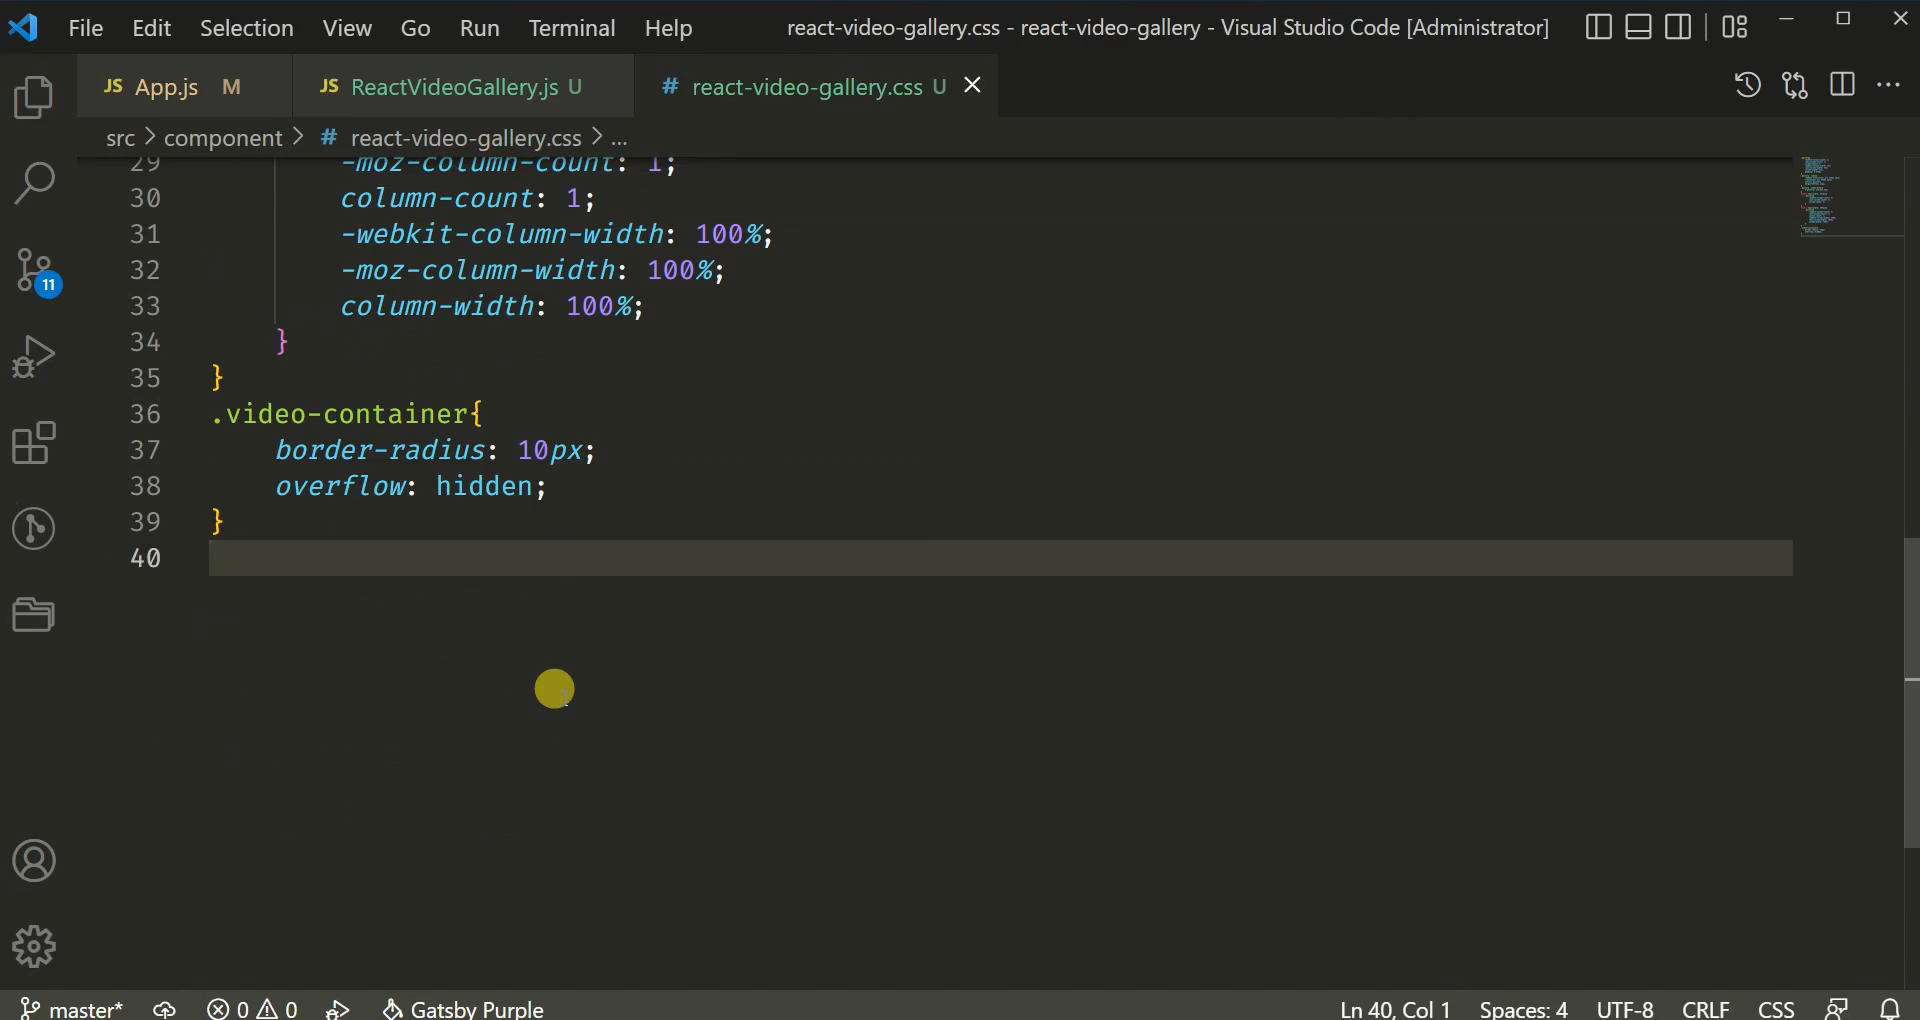 File Edit Selection View Go Run Terminal Help react-video-gallery.css - react-video-gallery - Visual Studio Code [Administrator]
JS App.js M JS ReactVideoGallery.js U # react-video-gallery.css U
src > component > # react-video-gallery.css > ...
29 -moz-column-count: 1;
30 column-count: 1;
31 -webkit-column-width: 100%;
32 -moz-column-width: 100%;
33 column-width: 100%;
34 }
35 }
36 .video-container{
37 border-radius: 10px;
38 overflow: hidden;
39 }
40
11
master* 0 0 Gatsby Purple Ln 40, Col 1 Spaces: 4 UTF-8 CRLF CSS